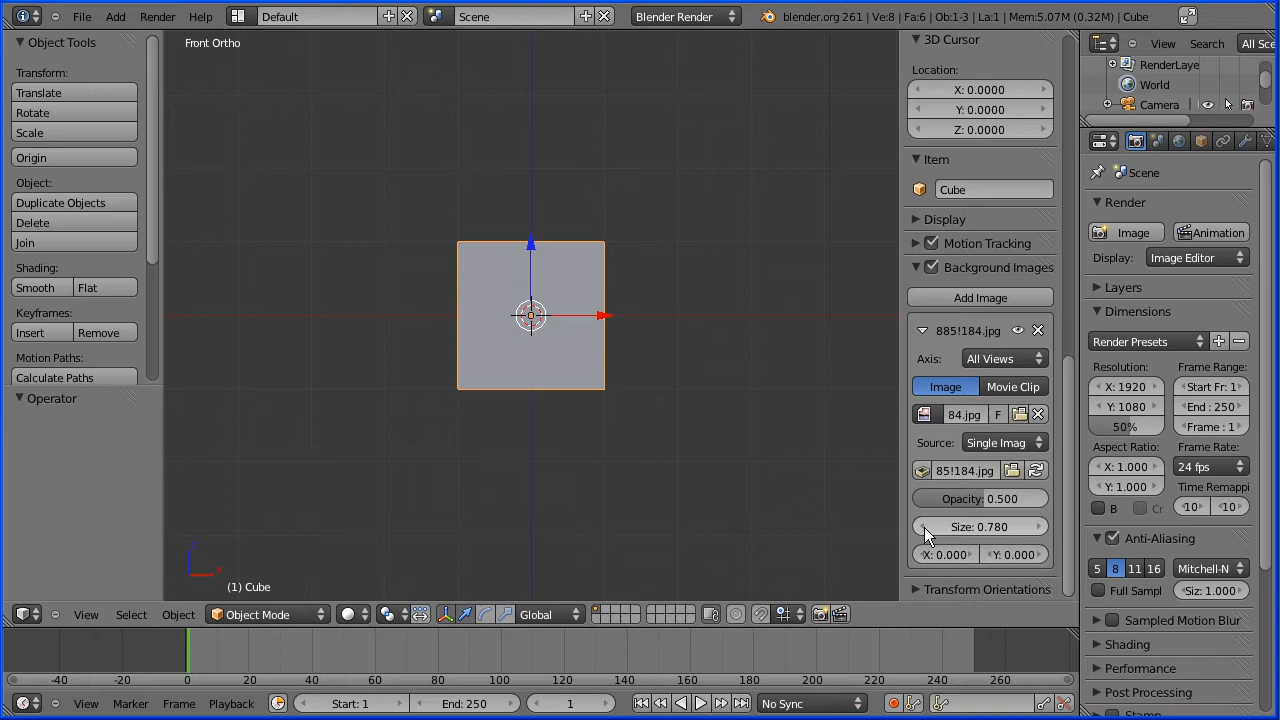 File Add Render Help Default Scene Blender Render blender.org 261 | Ve:8 | Fa:6 | Ob:1-3 | La:1 | Mem:5.07M (0.32M) | Cube
Object Tools
Transform:
Translate
Rotate
Scale
Origin
Object:
Duplicate Objects
Delete
Join
Shading:
Smooth Flat
Keyframes:
Insert Remove
Motion Paths:
Calculate Paths
Operator
Front Ortho
(1) Cube
3D Cursor
Location:
X: 0.0000
Y: 0.0000
Z: 0.0000
Item
Cube
Display
Motion Tracking
Background Images
Add Image
885!184.jpg
Axis: All Views
Image Movie Clip
84.jpg F
Source: Single Imag
85!184.jpg
Opacity: 0.500
Size: 0.780
X: 0.000 Y: 0.000
Transform Orientations
View Search All Sce
RenderLaye
World
Camera
Scene
Render
Image Animation
Display: Image Editor
Layers
Dimensions
Render Presets
Resolution: Frame Range:
X: 1920 Start Fr: 1
Y: 1080 End : 250
50% Frame : 1
Aspect Ratio: Frame Rate:
X: 1.000 24 fps
Y: 1.000 Time Remappi
B Cr 10 10
Anti-Aliasing
5 8 11 16 Mitchell-N
Full Sampl Siz: 1.000
Sampled Motion Blur
Shading
Performance
Post Processing
View Select Object Object Mode Global
-40 -20 0 20 40 60 80 100 120 140 160 180 200 220 240 260
View Marker Frame Playback Start: 1 End: 250 1 No Sync